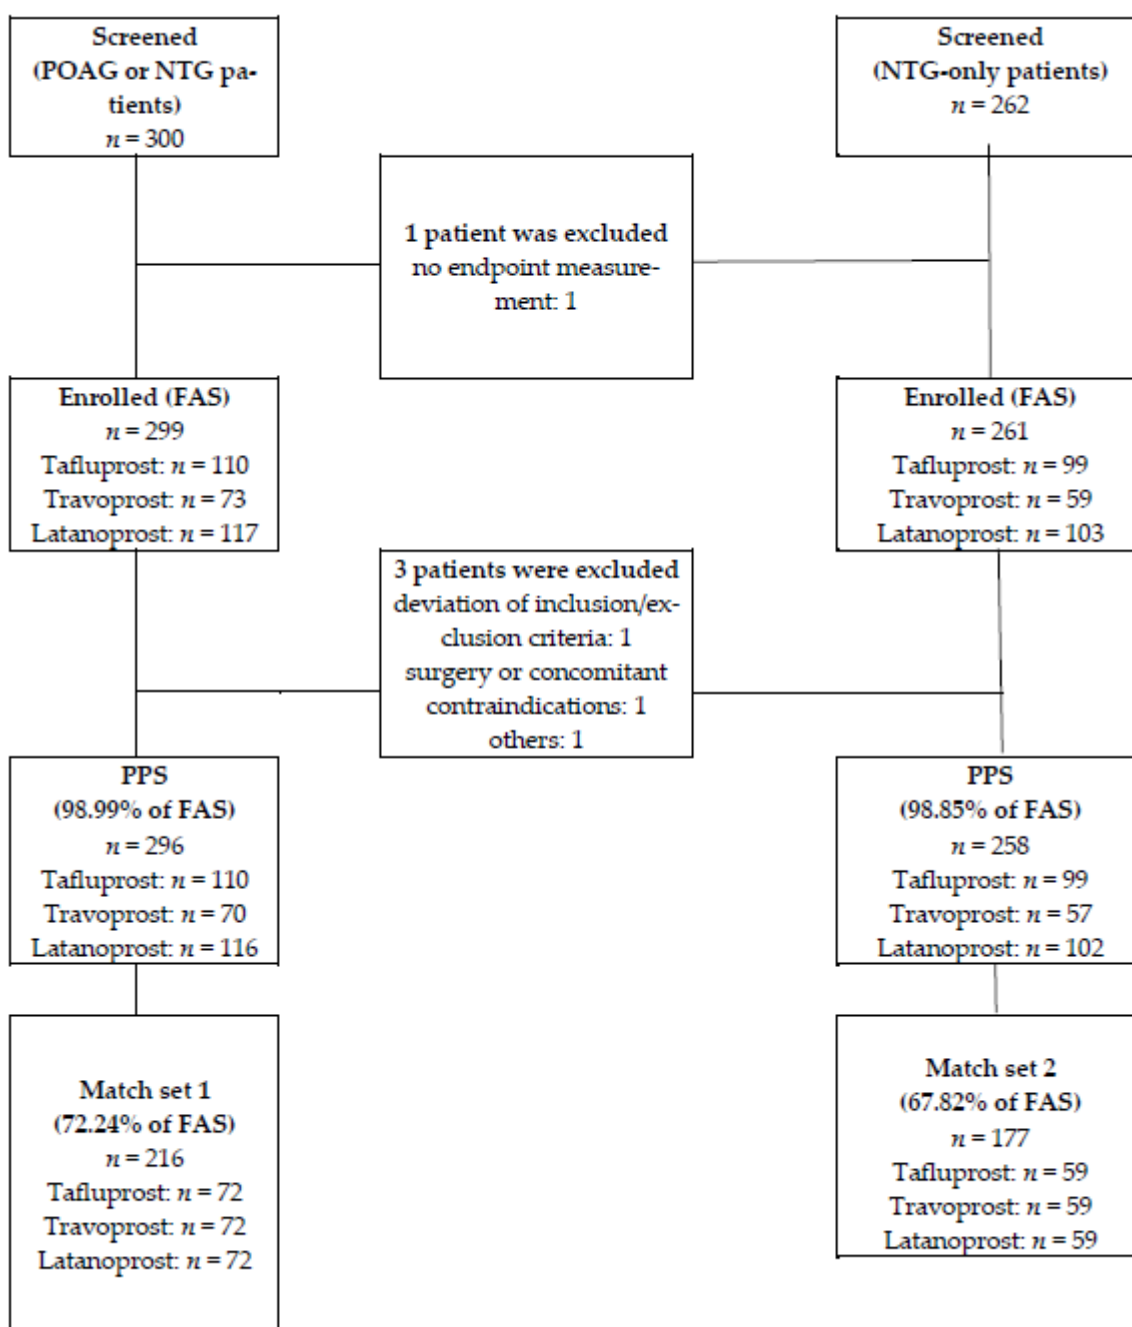 Screened
(POAG or NTG pa-
tients)
n = 300
Screened
(NTG-only patients)
n = 262
1 patient was excluded
no endpoint measure-
ment: 1
Enrolled (FAS)
n = 299
Tafluprost: n = 110
Travoprost: n = 73
Latanoprost: n = 117
Enrolled (FAS)
n = 261
Tafluprost: n = 99
Travoprost: n = 59
Latanoprost: n = 103
3 patients were excluded
deviation of inclusion/ex-
clusion criteria: 1
surgery or concomitant
contraindications: 1
others: 1
PPS
(98.99% of FAS)
n = 296
Tafluprost: n = 110
Travoprost: n = 70
Latanoprost: n = 116
PPS
(98.85% of FAS)
n = 258
Tafluprost: n = 99
Travoprost: n = 57
Latanoprost: n = 102
Match set 1
(72.24% of FAS)
n = 216
Tafluprost: n = 72
Travoprost: n = 72
Latanoprost: n = 72
Match set 2
(67.82% of FAS)
n = 177
Tafluprost: n = 59
Travoprost: n = 59
Latanoprost: n = 59